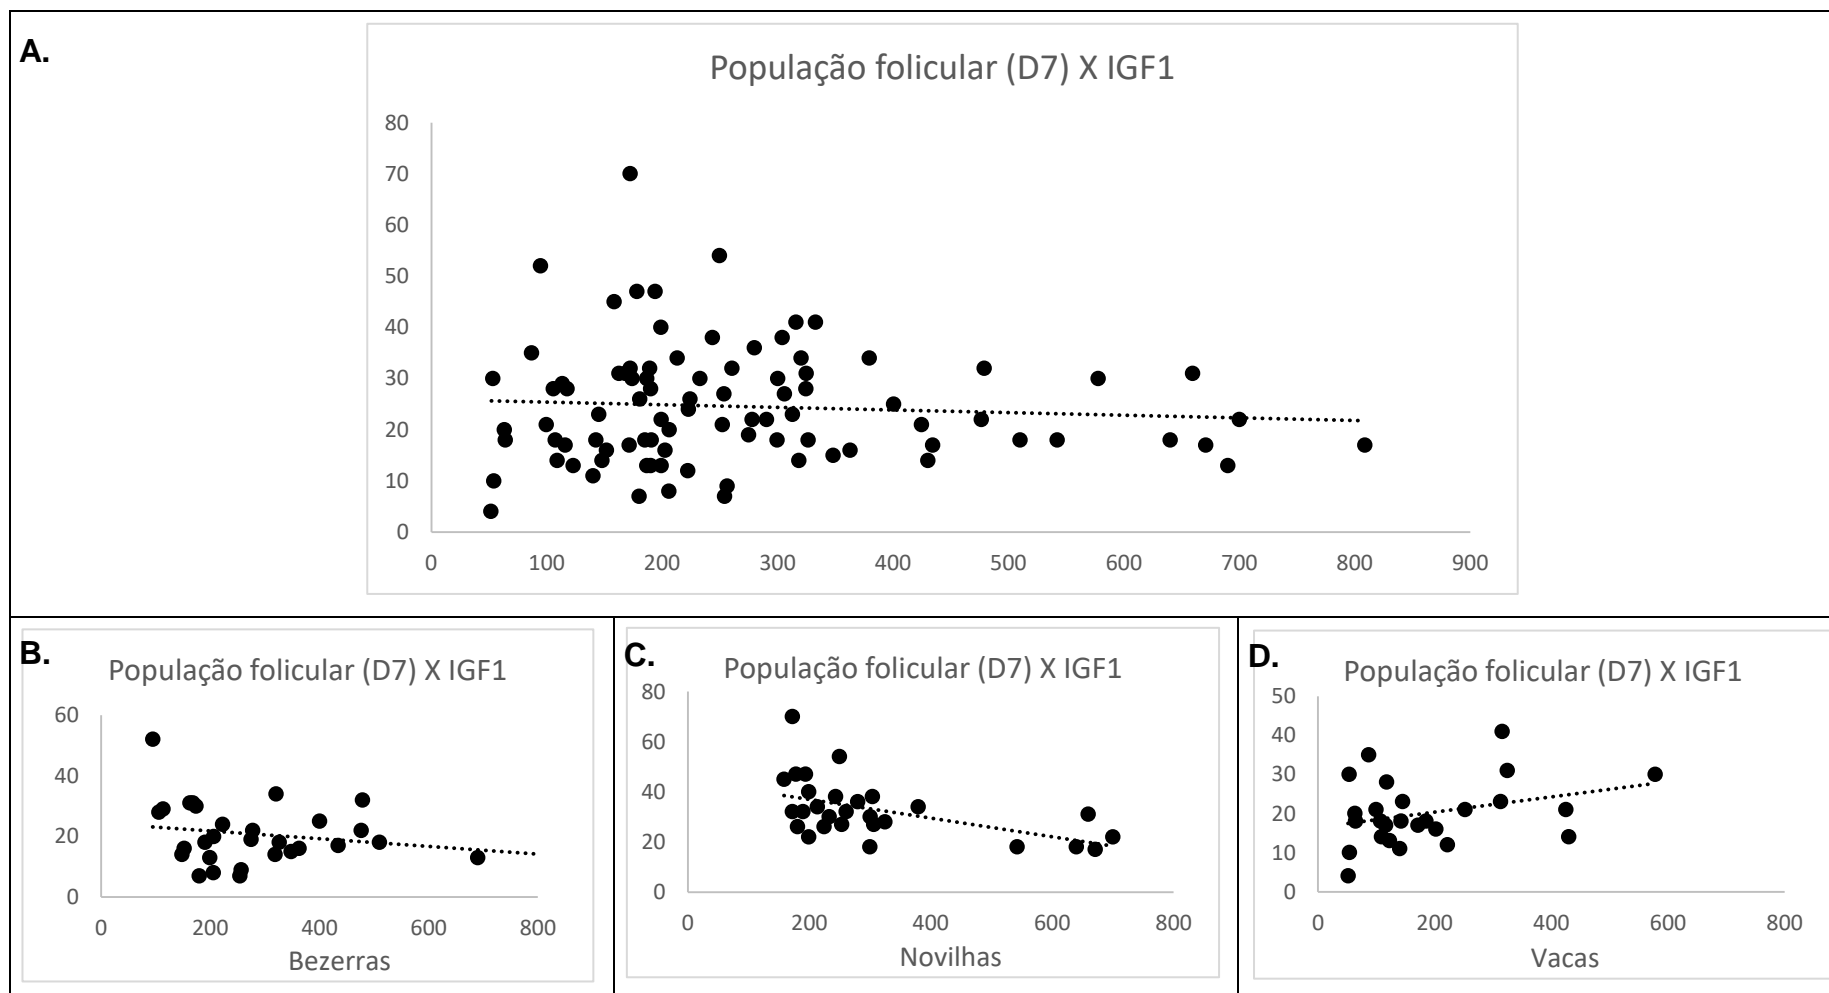 A.
População folicular (D7) X IGF1
80
70
60
50
40
30
20
10
0
0 100 200 300 400 500 600 700 800 900
B.
População folicular (D7) X IGF1
60
40
20
0
0 200 400 600 800
Bezerras
C.
População folicular (D7) X IGF1
80
60
40
20
0
0 200 400 600 800
Novilhas
D.
População folicular (D7) X IGF1
50
40
30
20
10
0
0 200 400 600 800
Vacas